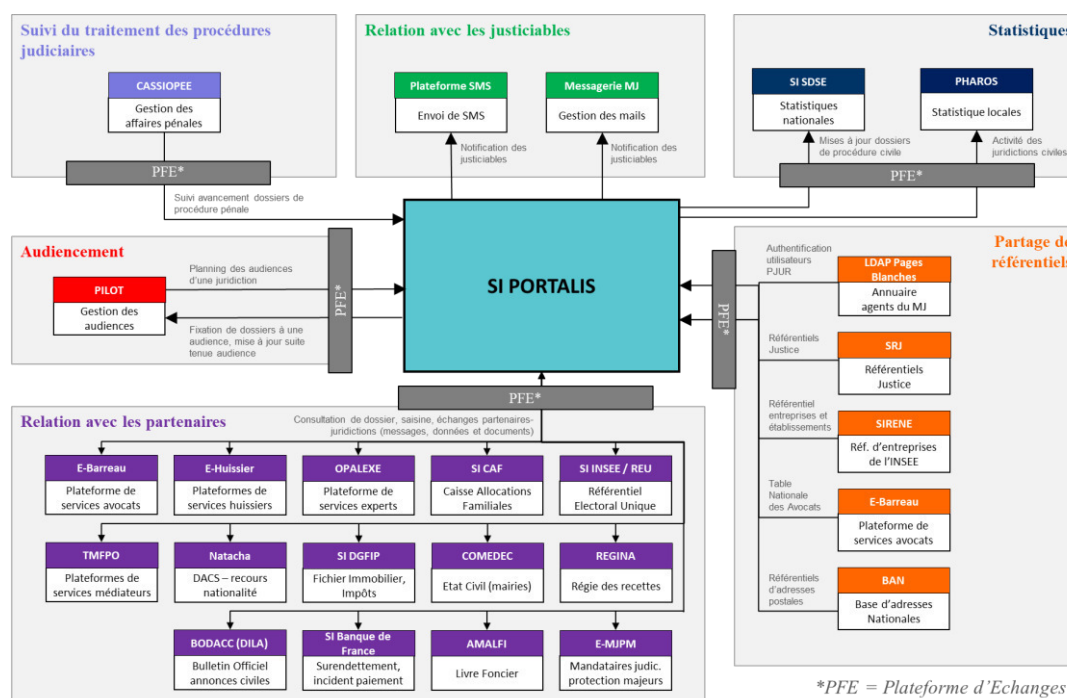 Suivi du traitement des procédures
judiciaires
CASSIOPEE
Gestion des
affaires pénales
PFE*
Suivi avancement dossiers de
procédure pénale
Relation avec les justiciables
Plateforme SMS
Envoi de SMS
Notification des
justiciables
Messagerie MJ
Gestion des mails
Notification des
justiciables
Statistiques
SI SDSE
Statistiques
nationales
Mises à jour dossiers
de procédure civile
PHAROS
Statistique locales
Activité des
juridictions civiles
PFE*
Audiencement
PILOT
Gestion des
audiences
Planning des audiences
d'une juridiction
Fixation de dossiers à une
audience, mise à jour suite
tenue audience
PFE*
SI PORTALIS
PFE*
Partage de
référentiels
Authentification
utilisateurs
PJUR
LDAP Pages
Blanches
Annuaire
agents du MJ
Référentiels
Justice
SRJ
Référentiels
Justice
Référentiel
entreprises et
établissements
SIRENE
Réf. d'entreprises
de l'INSEE
Table
Nationale
des Avocats
E-Barreau
Plateforme de
services avocats
Référentiels
d'adresses
postales
BAN
Base d'adresses
Nationales
PFE*
Relation avec les partenaires
Consultation de dossier, saisine, échanges partenaires-
juridictions (messages, données et documents)
E-Barreau
Plateforme de
services avocats
E-Huissier
Plateformes de
services huissiers
OPALEXE
Plateforme de
services experts
SI CAF
Caisse Allocations
Familiales
SI INSEE / REU
Référentiel
Electoral Unique
TMFPO
Plateformes de
services médiateurs
Natacha
DACS – recours
nationalité
SI DGFIP
Fichier Immobilier,
Impôts
COMEDEC
Etat Civil (mairies)
REGINA
Régie des recettes
BODACC (DILA)
Bulletin Officiel
annonces civiles
SI Banque de
France
Surendettement,
incident paiement
AMALFI
Livre Foncier
E-MJPM
Mandataires judic.
protection majeurs
*PFE = Plateforme d'Echanges